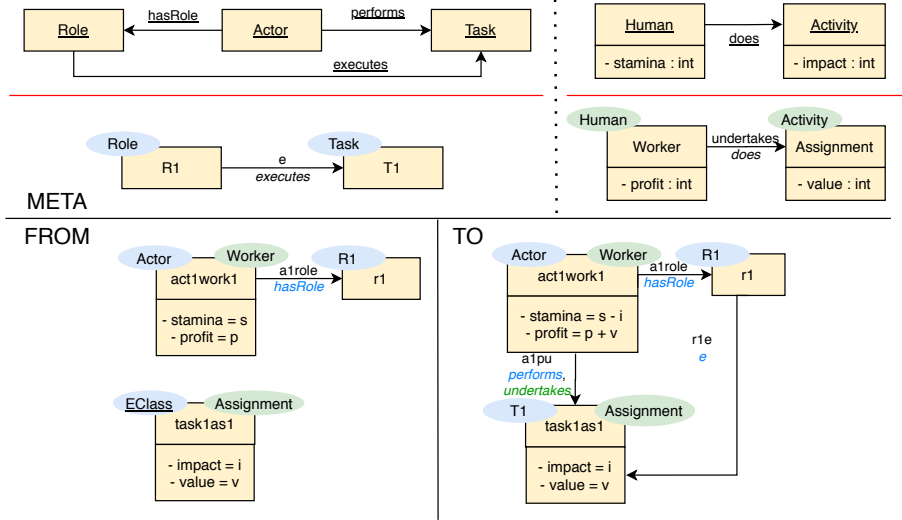 hasRole
performs
Role
Actor
Task
executes
Human
does
Activity
- stamina : int
- impact : int
Role
R1
e
executes
Task
T1
Human
Worker
undertakes
does
Activity
Assignment
- profit : int
- value : int
META
FROM
Actor
Worker
act1work1
a1role
hasRole
R1
r1
- stamina = s
- profit = p
EClass
Assignment
task1as1
- impact = i
- value = v
TO
Actor
Worker
act1work1
a1role
hasRole
R1
r1
- stamina = s - i
- profit = p + v
r1e
e
a1pu
performs,
undertakes
T1
Assignment
task1as1
- impact = i
- value = v